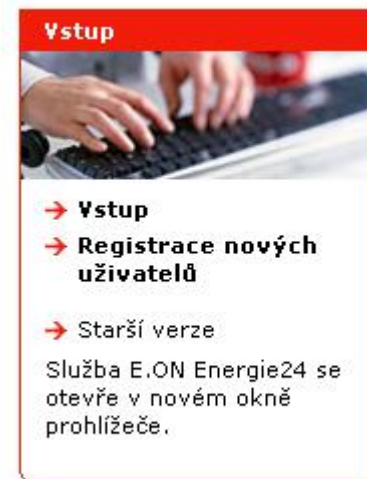 Vstup
Vstup
Registrace nových
uživatelů
Starší verze
Služba E.ON Energie24 se
otevře v novém okně
prohlížeče.